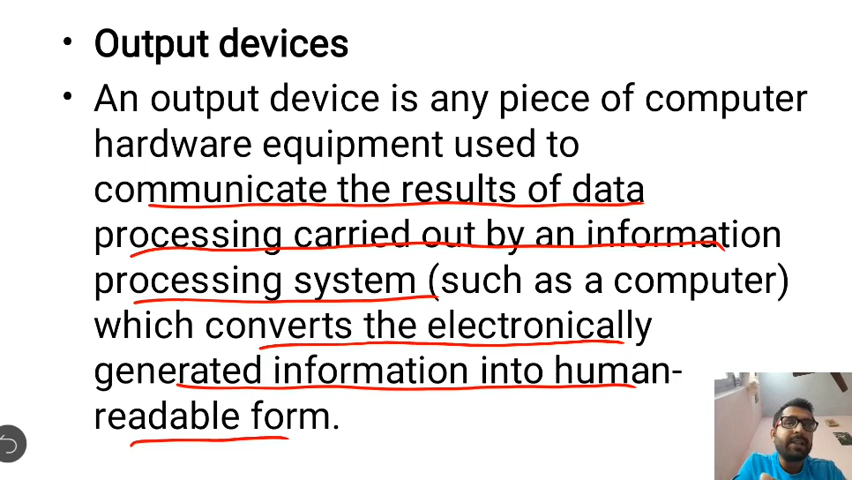 • Output devices
• An output device is any piece of computer
hardware equipment used to
communicate the results of data
processing carried out by an information
processing system (such as a computer)
which converts the electronically
generated information into human-
readable form.